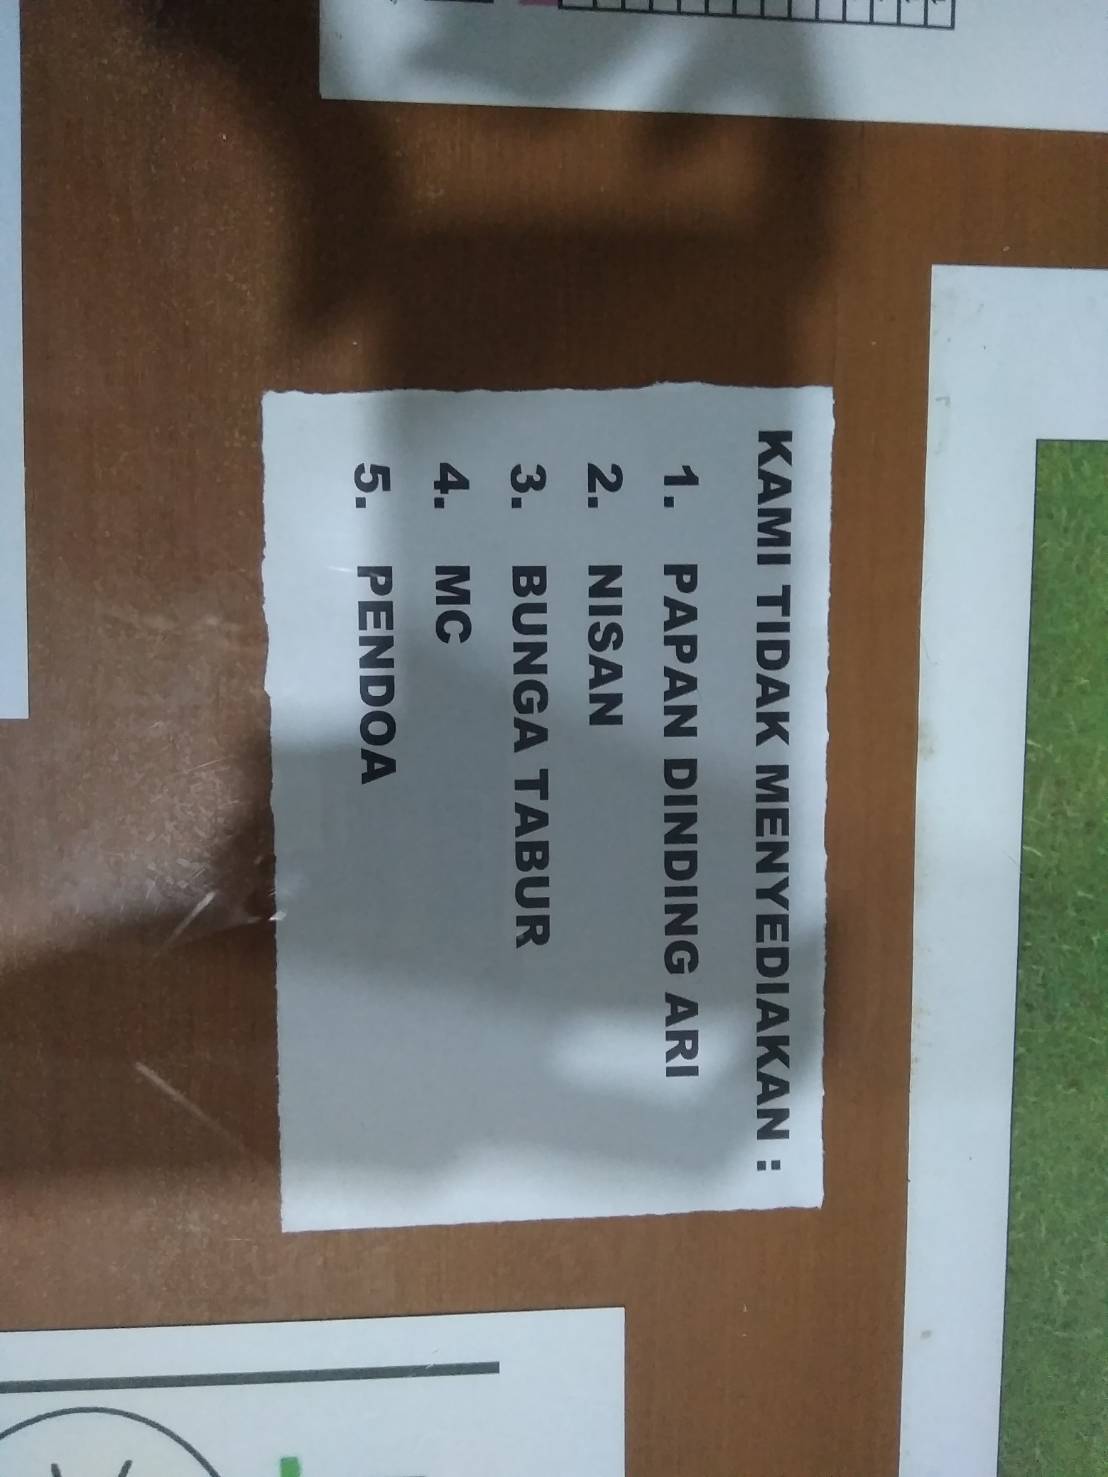 KAMI TIDAK MENYEDIAKAN :
1. PAPAN DINDING ARI
2. NISAN
3. BUNGA TABUR
4. MC
5. PENDOA